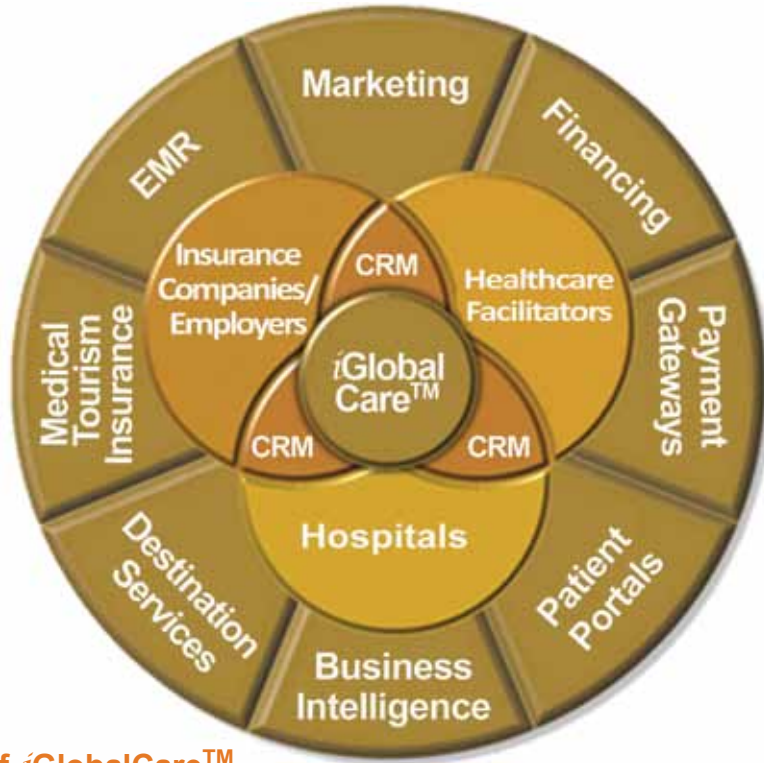 Marketing
Financing
Payment
Gateways
Patient
Portals
Business
Intelligence
Destination
Services
Medical
Tourism
Insurance
EMR
Insurance
Companies/
Employers
CRM
Healthcare
Facilitators
iGlobal
Care™
CRM
CRM
Hospitals
f iGlobalCare™